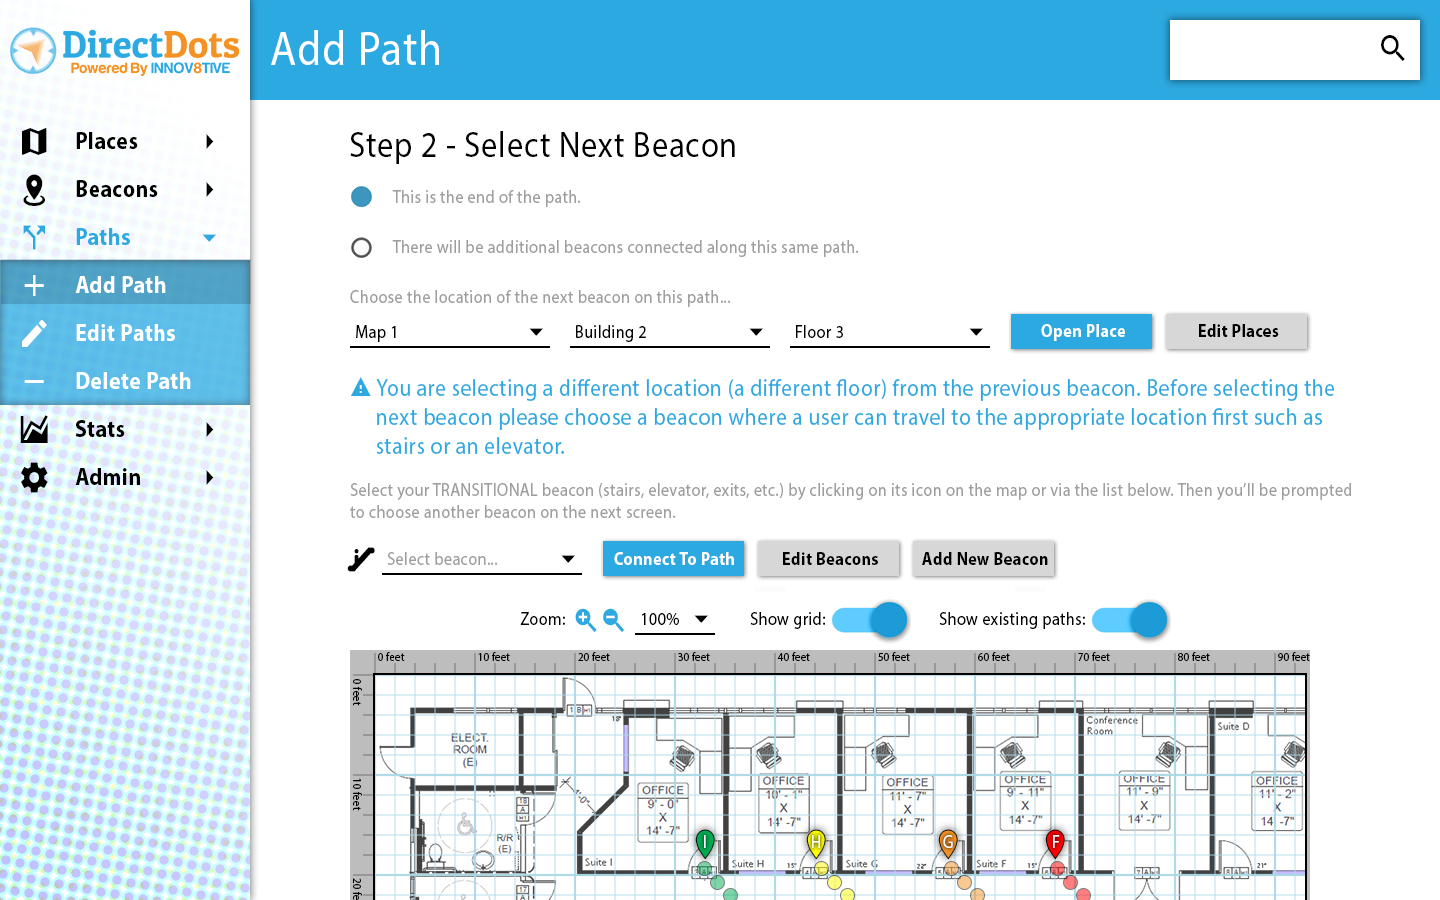 DirectDots
Powered By INNOV8TIVE
Add Path
Places
Beacons
Paths
Add Path
Edit Paths
Delete Path
Stats
Admin
Step 2 - Select Next Beacon
This is the end of the path.
There will be additional beacons connected along this same path.
Choose the location of the next beacon on this path...
Map 1
Building 2
Floor 3
Open Place
Edit Places
You are selecting a different location (a different floor) from the previous beacon. Before selecting the
next beacon please choose a beacon where a user can travel to the appropriate location first such as
stairs or an elevator.
Select your TRANSITIONAL beacon (stairs, elevator, exits, etc.) by clicking on its icon on the map or via the list below. Then you'll be prompted
to choose another beacon on the next screen.
Select beacon...
Connect To Path
Edit Beacons
Add New Beacon
Zoom:
100%
Show grid:
Show existing paths:
0 feet
10 feet
20 feet
30 feet
40 feet
50 feet
60 feet
70 feet
80 feet
90 feet
0 feet
10 feet
20 fe
18"
Conference
Room
Suite D
ELECT.
ROOM
(E)
OFFICE
9' - 0"
X
14' -7"
OFFICE
10' - 1"
X
14' -7"
OFFICE
11' - 7"
X
14' -7"
OFFICE
9' - 11"
X
14' -7"
OFFICE
11' - 9"
X
14' -7"
OFFICE
11' - 2"
X
14' -7"
R/R
(E)
I
H
G
F
Suite I
Suite H
15"
Suite G
22"
Suite F
15"
21"